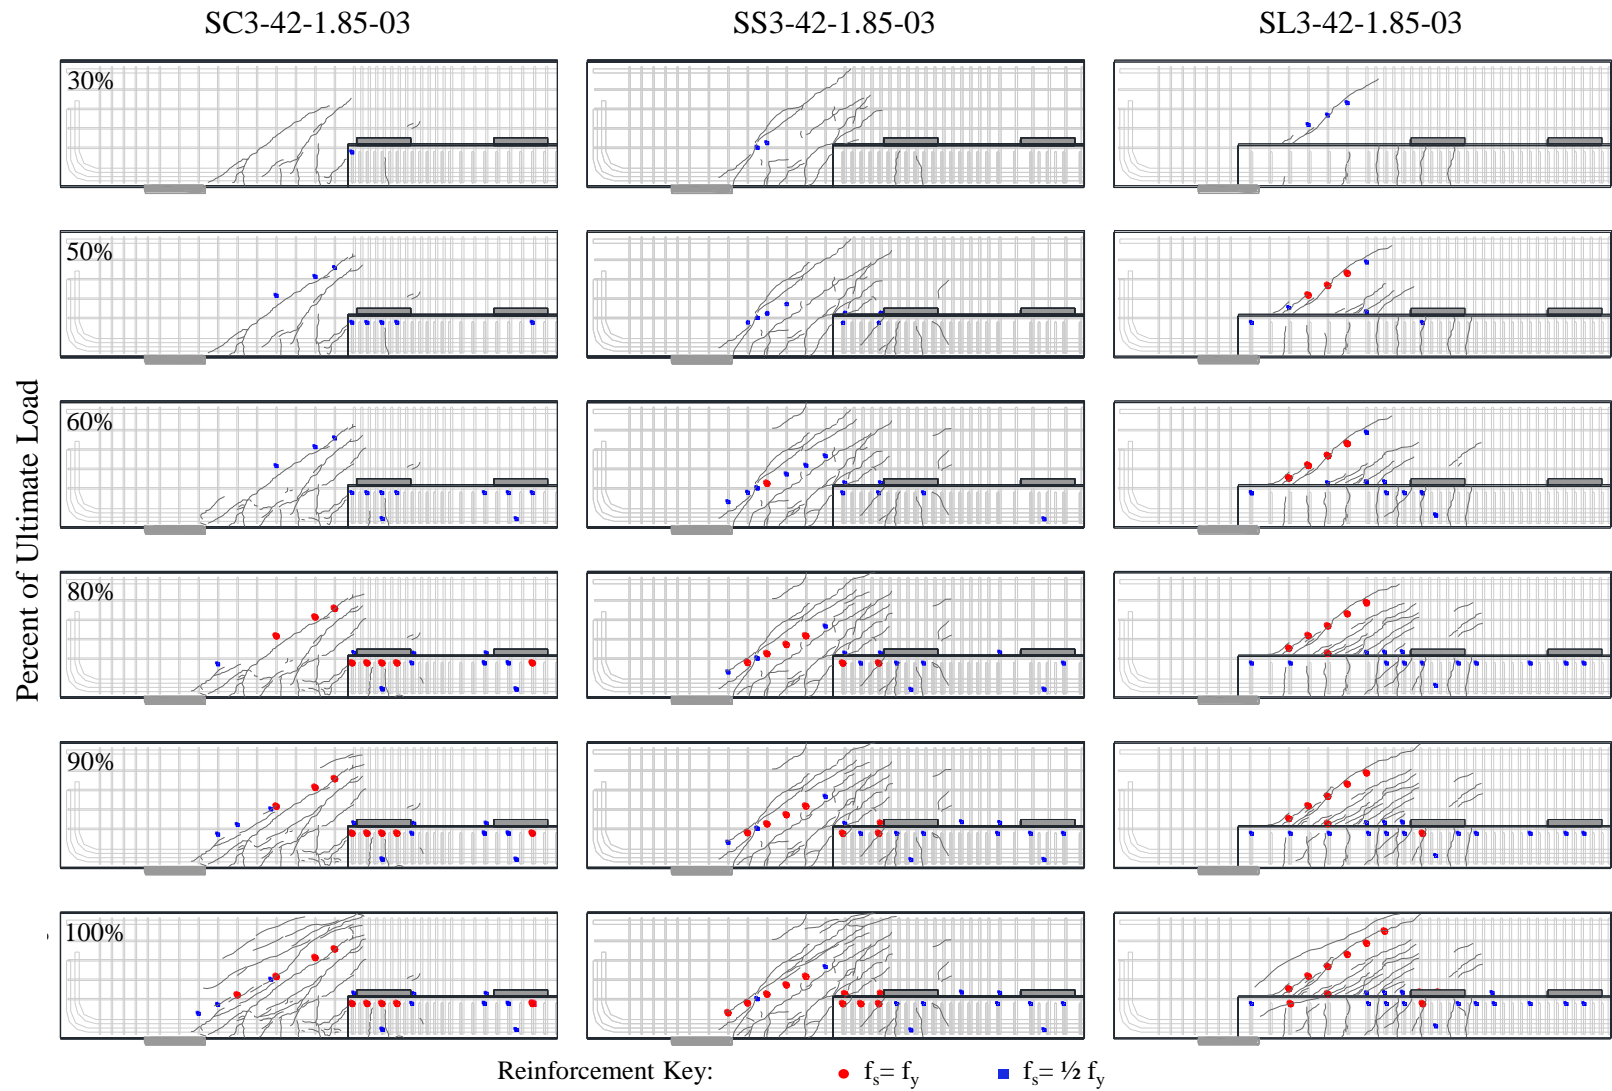 SC3-42-1.85-03 SS3-42-1.85-03 SL3-42-1.85-03
Percent of Ultimate Load
30%
50%
60%
80%
90%
100%
Reinforcement Key: fs= fy fs= ½ fy